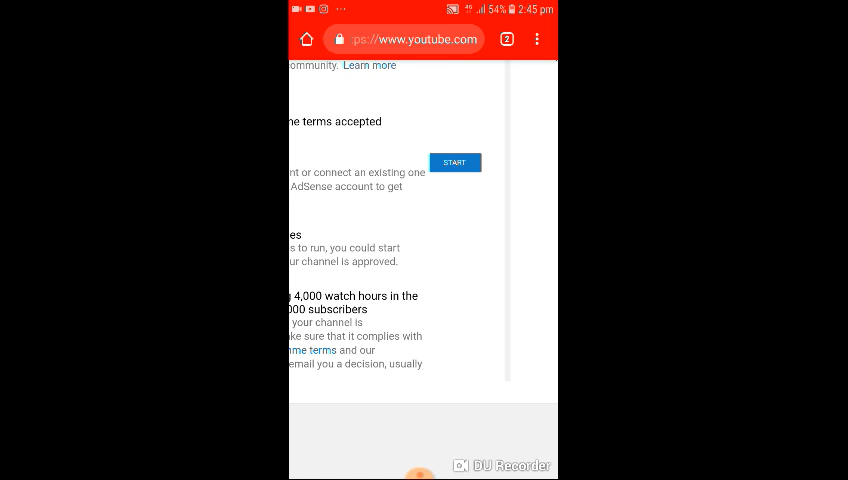 54% 2:45 pm
ps://www.youtube.com 2
ommunity. Learn more
terms accepted
START
nt or connect an existing one
AdSense account to get
es
s to run, you could start
ur channel is approved.
4,000 watch hours in the
000 subscribers
your channel is
ake sure that it complies with
terms and our
email you a decision, usually
DU Recorder